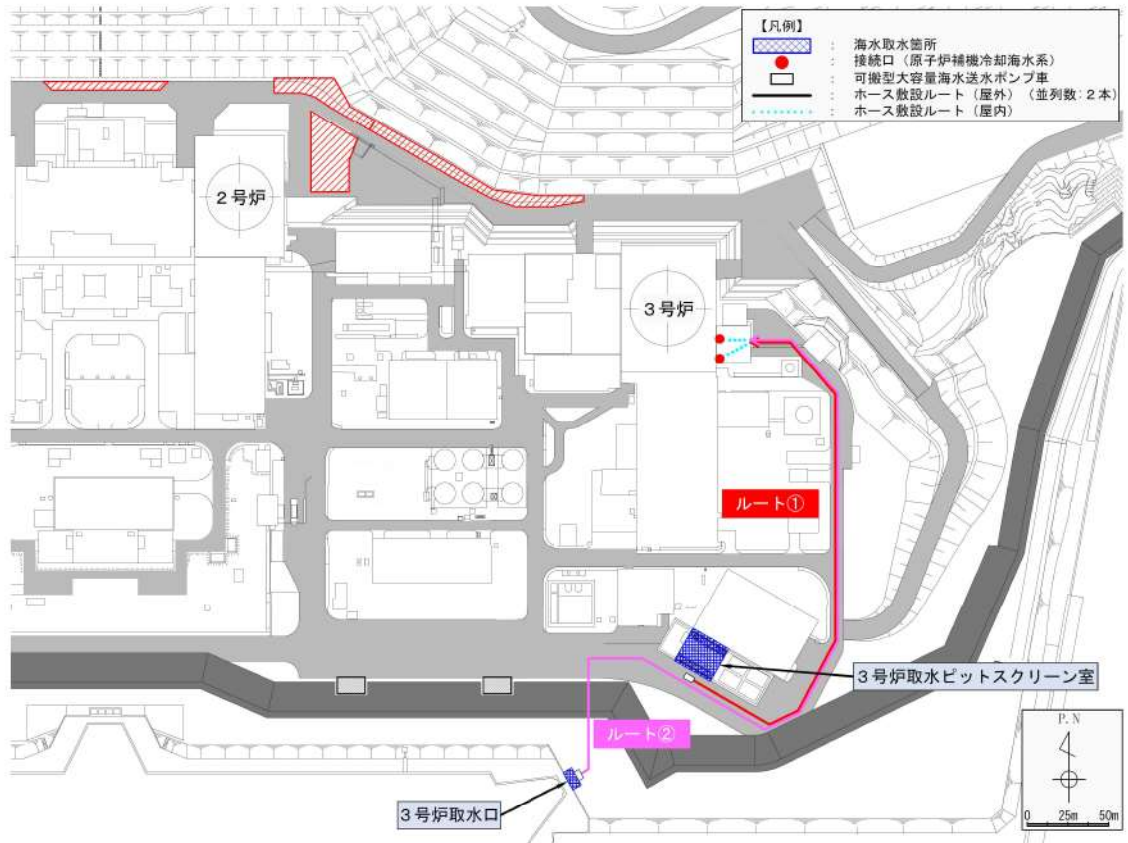 【凡例】
： 海水取水箇所
： 接続口（原子炉補機冷却海水系）
： 可搬型大容量海水送水ポンプ車
： ホース敷設ルート（屋外）（並列数：２本）
： ホース敷設ルート（屋内）
２号炉
３号炉
ルート①
３号炉取水ピットスクリーン室
ルート②
３号炉取水口
P.N
0 25m 50m